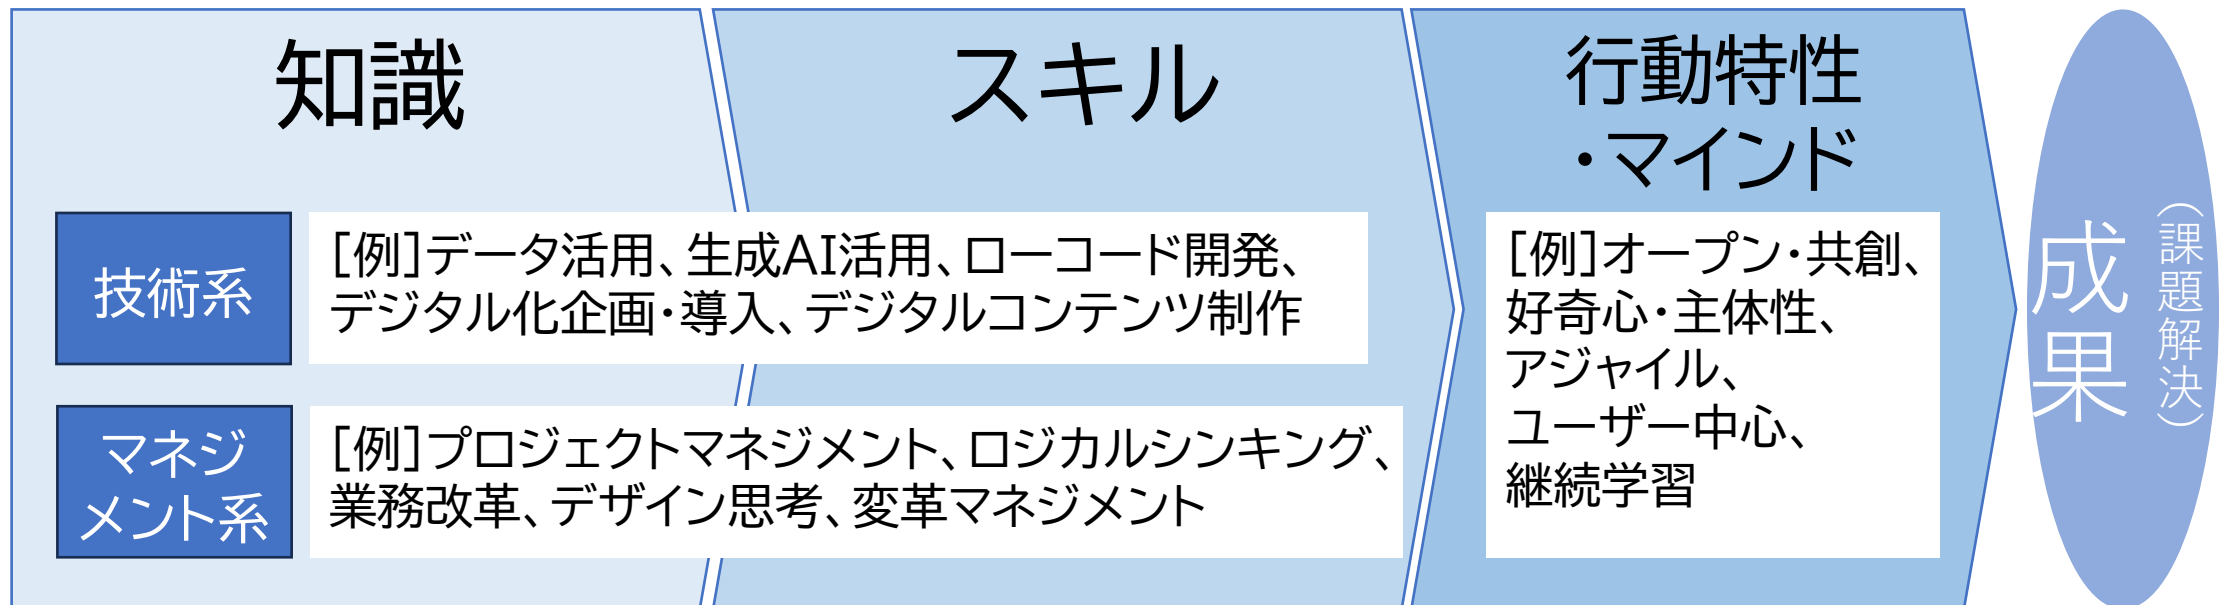 知識
スキル
行動特性
・マインド
技術系
[例]データ活用、生成AI活用、ローコード開発、
デジタル化企画・導入、デジタルコンテンツ制作
マネジ
メント系
[例]プロジェクトマネジメント、ロジカルシンキング、
業務改革、デザイン思考、変革マネジメント
[例]オープン・共創、
好奇心・主体性、
アジャイル、
ユーザー中心、
継続学習
成果
（課題解決）